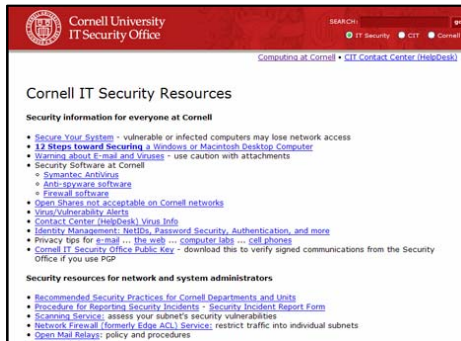 Cornell University
IT Security Office
SEARCH:
go
IT Security CIT Cornell
Computing at Cornell • CIT Contact Center (HelpDesk)
Cornell IT Security Resources
Security information for everyone at Cornell
• Secure Your System - vulnerable or infected computers may lose network access
• 12 Steps toward Securing a Windows or Macintosh Desktop Computer
• Warning about E-mail and Viruses - use caution with attachments
• Security Software at Cornell
Symantec AntiVirus
Anti-spyware software
Firewall software
• Open Shares not acceptable on Cornell networks
• Virus/Vulnerability Alerts
• Contact Center (HelpDesk) Virus Info
• Identity Management: NetIDs, Password Security, Authentication, and more
• Privacy tips for e-mail ... the web ... computer labs ... cell phones
• Cornell IT Security Office Public Key - download this to verify signed communications from the Security
Office if you use PGP
Security resources for network and system administrators
• Recommended Security Practices for Cornell Departments and Units
• Procedure for Reporting Security Incidents - Security Incident Report Form
• Scanning Service: assess your subnet's security vulnerabilities
• Network Firewall (formerly Edge ACL) Service: restrict traffic into individual subnets
• Open Mail Relays: policy and procedures